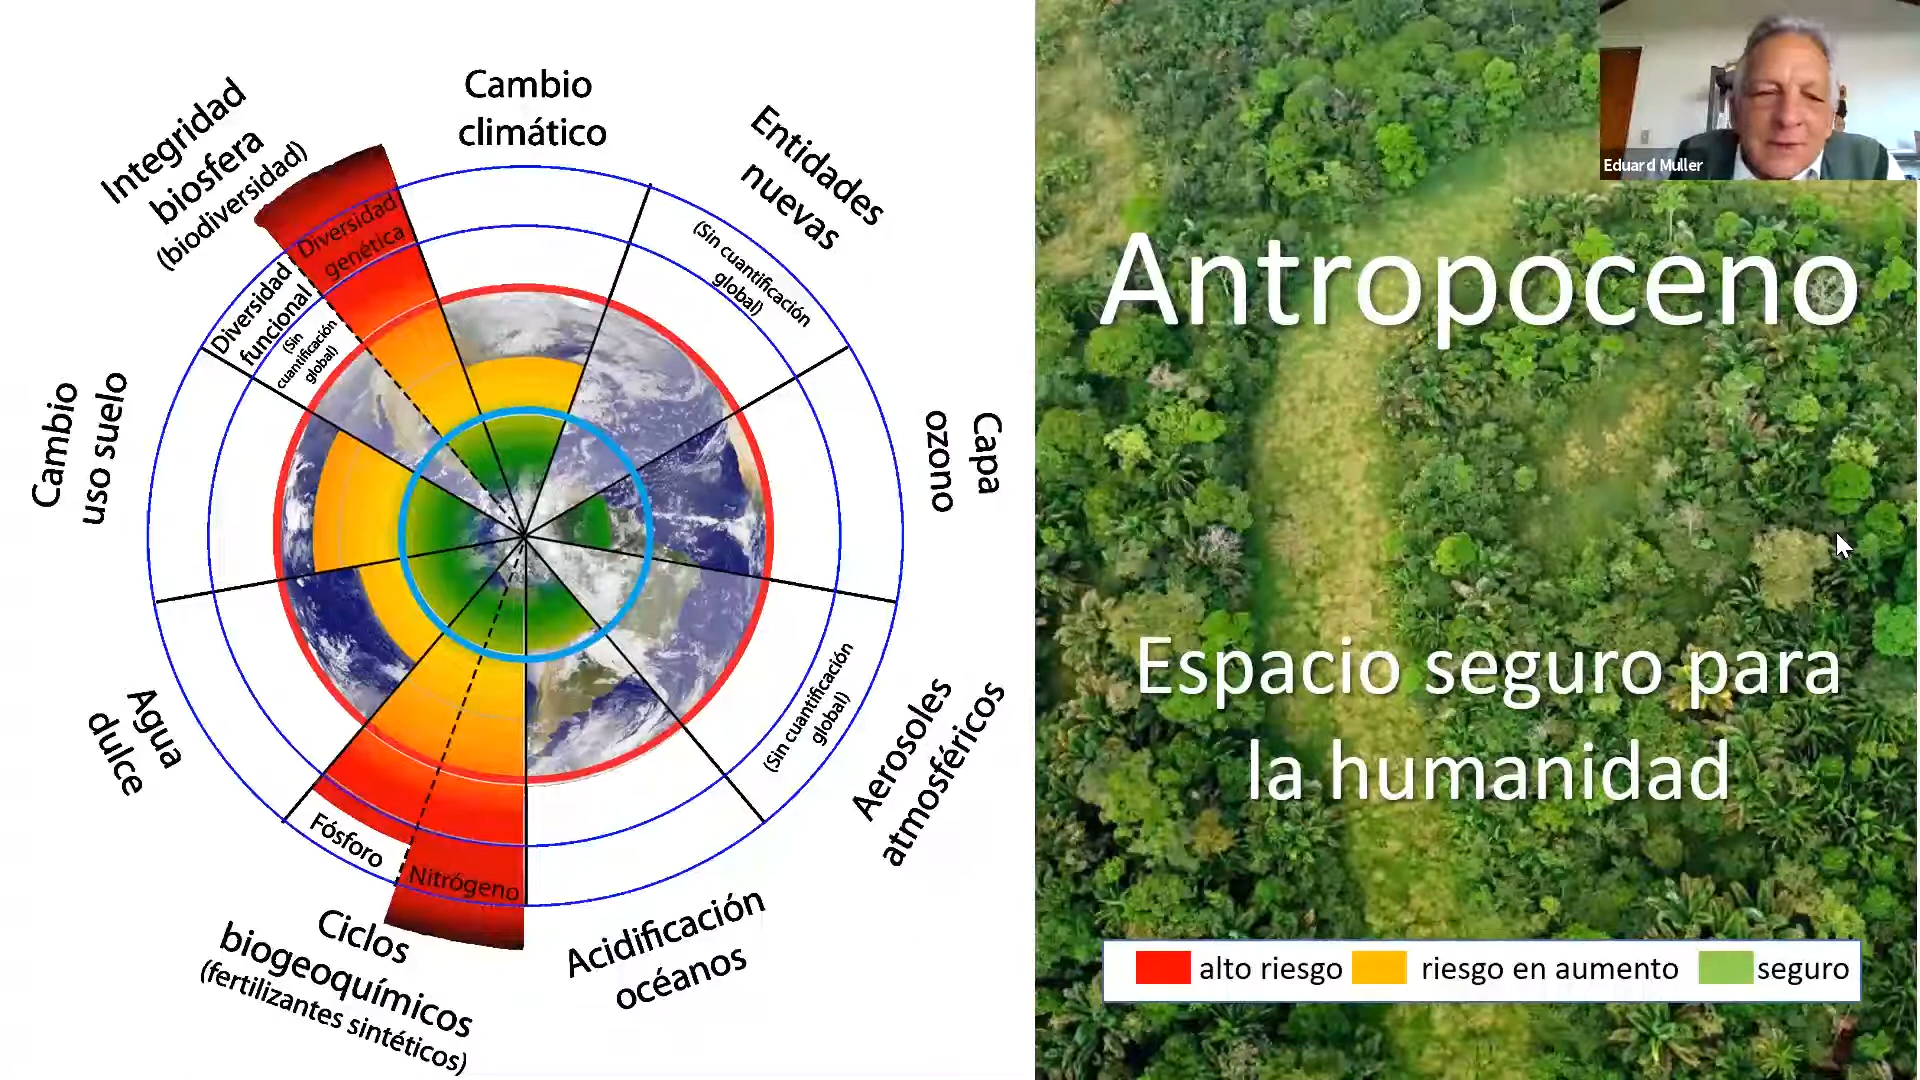 Cambio
climático
Entidades
nuevas
(Sin cuantificación
global)
Capa
ozono
Aerosoles
atmosféricos
(Sin cuantificación
global)
Acidificación
océanos
Ciclos
biogeoquímicos
(fertilizantes sintéticos)
Fósforo
Nitrógeno
Agua
dulce
Cambio
uso suelo
Integridad
biosfera
(biodiversidad)
Diversidad
genética
Diversidad
funcional
(Sin
cuantificación
global)
Eduard Muller
Antropoceno
Espacio seguro para
la humanidad
alto riesgo
riesgo en aumento
seguro